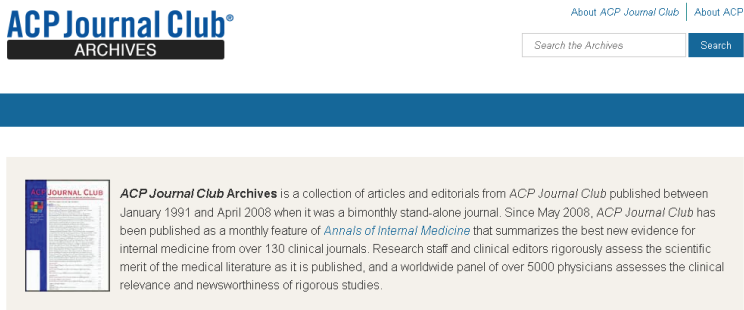 ACP Journal Club®
ARCHIVES
About ACP Journal Club
About ACP
Search the Archives
Search
ACP JOURNAL CLUB
ACP Journal Club Archives is a collection of articles and editorials from ACP Journal Club published between
January 1991 and April 2008 when it was a bimonthly stand-alone journal. Since May 2008, ACP Journal Club has
been published as a monthly feature of Annals of Internal Medicine that summarizes the best new evidence for
internal medicine from over 130 clinical journals. Research staff and clinical editors rigorously assess the scientific
merit of the medical literature as it is published, and a worldwide panel of over 5000 physicians assesses the clinical
relevance and newsworthiness of rigorous studies.